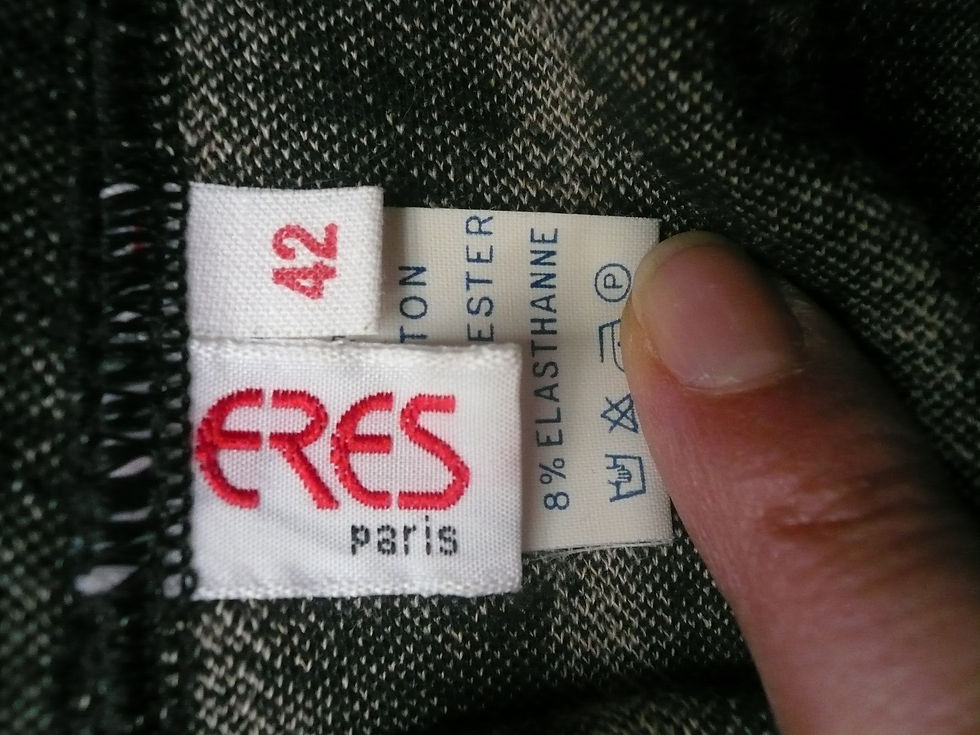 42
ERES
paris
TON
ESTER
8% ELASTHANNE
P